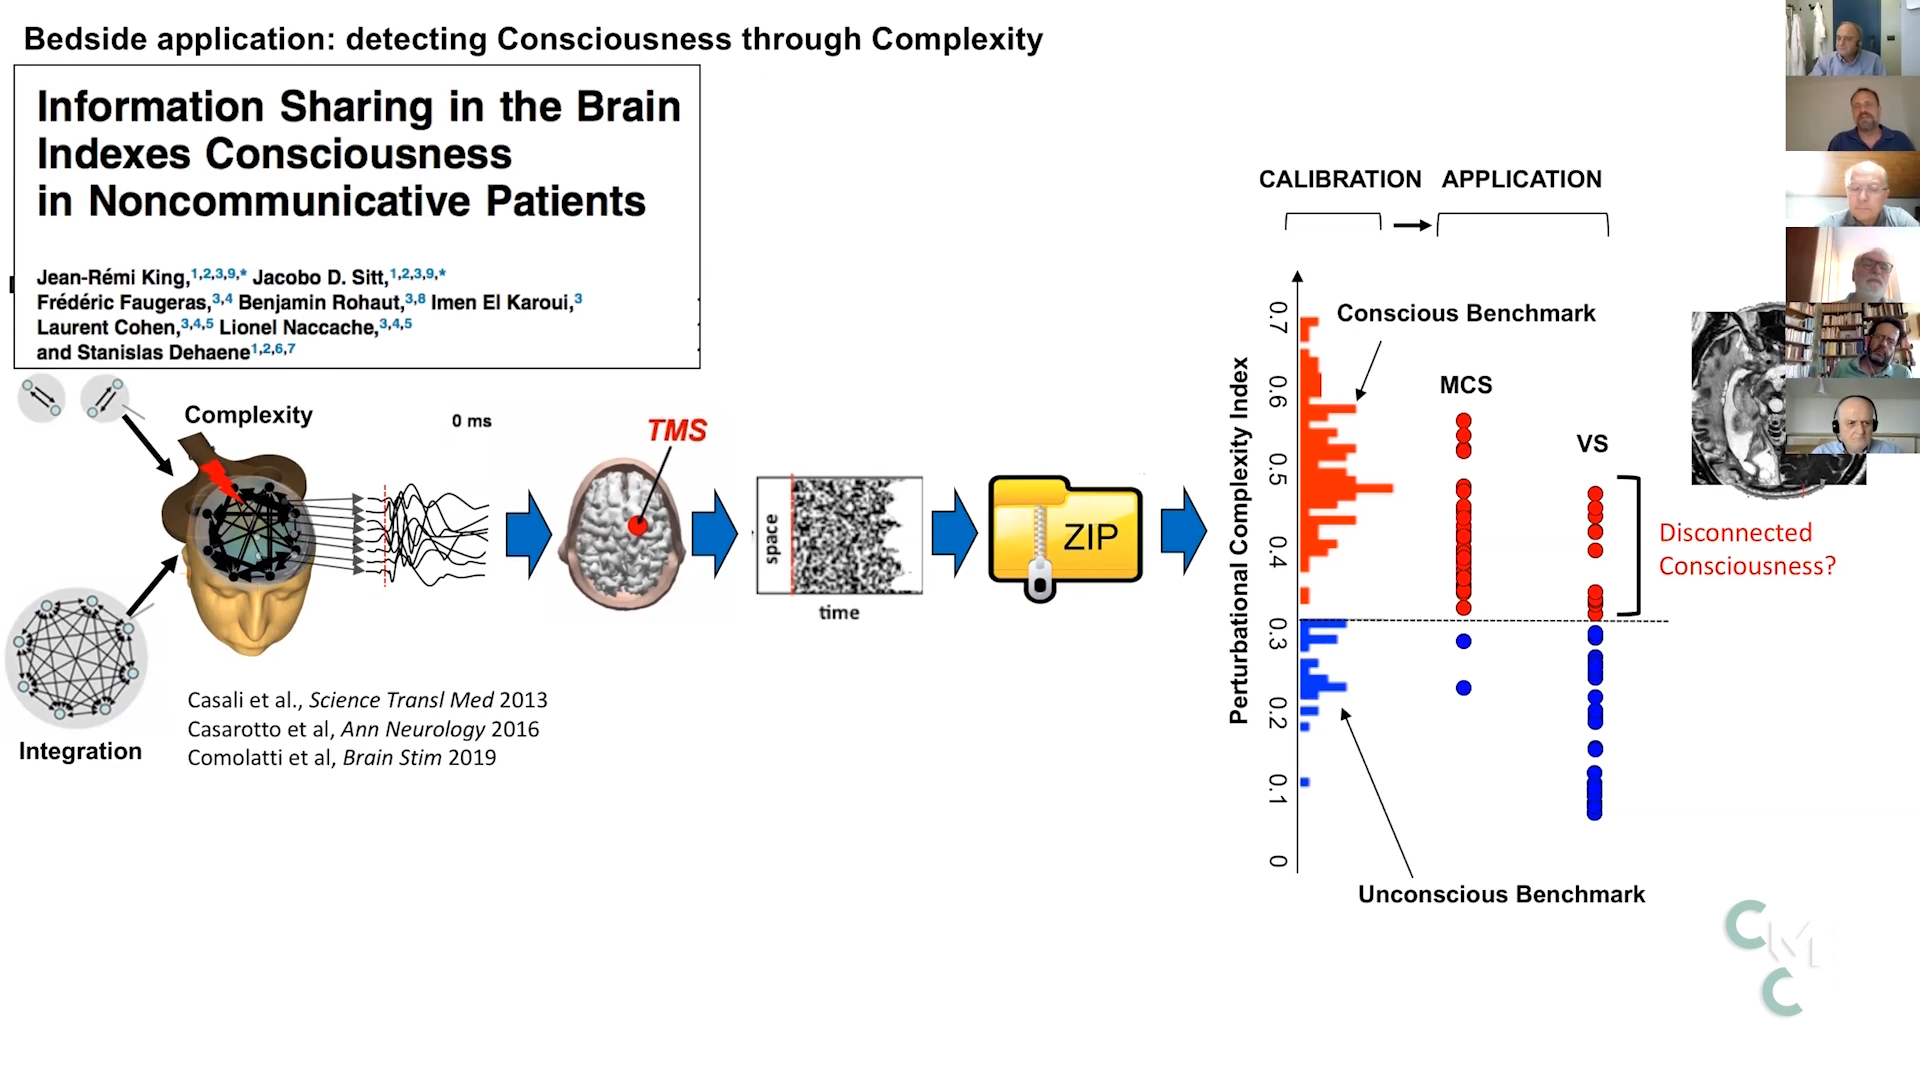 Bedside application: detecting Consciousness through Complexity
Information Sharing in the Brain
Indexes Consciousness
in Noncommunicative Patients
Jean-Rémi King,1,2,3,9,* Jacobo D. Sitt,1,2,3,9,*
Frédéric Faugeras,3,4 Benjamin Rohaut,3,8 Imen El Karoui,3
Laurent Cohen,3,4,5 Lionel Naccache,3,4,5
and Stanislas Dehaene1,2,6,7
Complexity
0 ms
TMS
space
time
ZIP
Integration
Casali et al., Science Transl Med 2013
Casarotto et al, Ann Neurology 2016
Comolatti et al, Brain Stim 2019
CALIBRATION APPLICATION
Perturbational Complexity Index
0.7
0.6
0.5
0.4
0.3
0.2
0.1
0
Conscious Benchmark
MCS
VS
Disconnected
Consciousness?
Unconscious Benchmark
C M
C